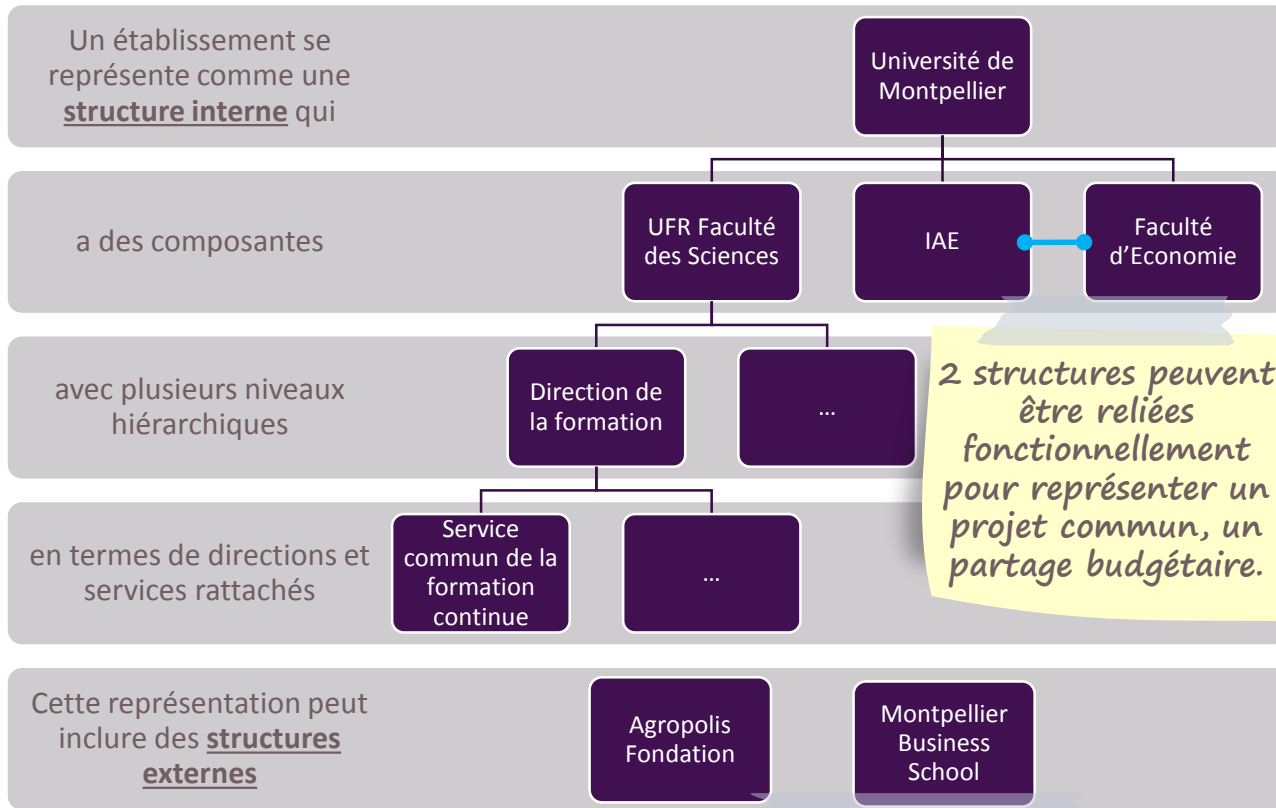 Un établissement se
représente comme une
structure interne qui
Université de
Montpellier
a des composantes
UFR Faculté
des Sciences
IAE
Faculté
d'Economie
avec plusieurs niveaux
hiérarchiques
Direction de
la formation
...
2 structures peuvent
être reliées
fonctionnellement
pour représenter un
projet commun, un
partage budgétaire.
en termes de directions et
services rattachés
Service
commun de la
formation
continue
...
Cette représentation peut
inclure des structures
externes
Agropolis
Fondation
Montpellier
Business
School